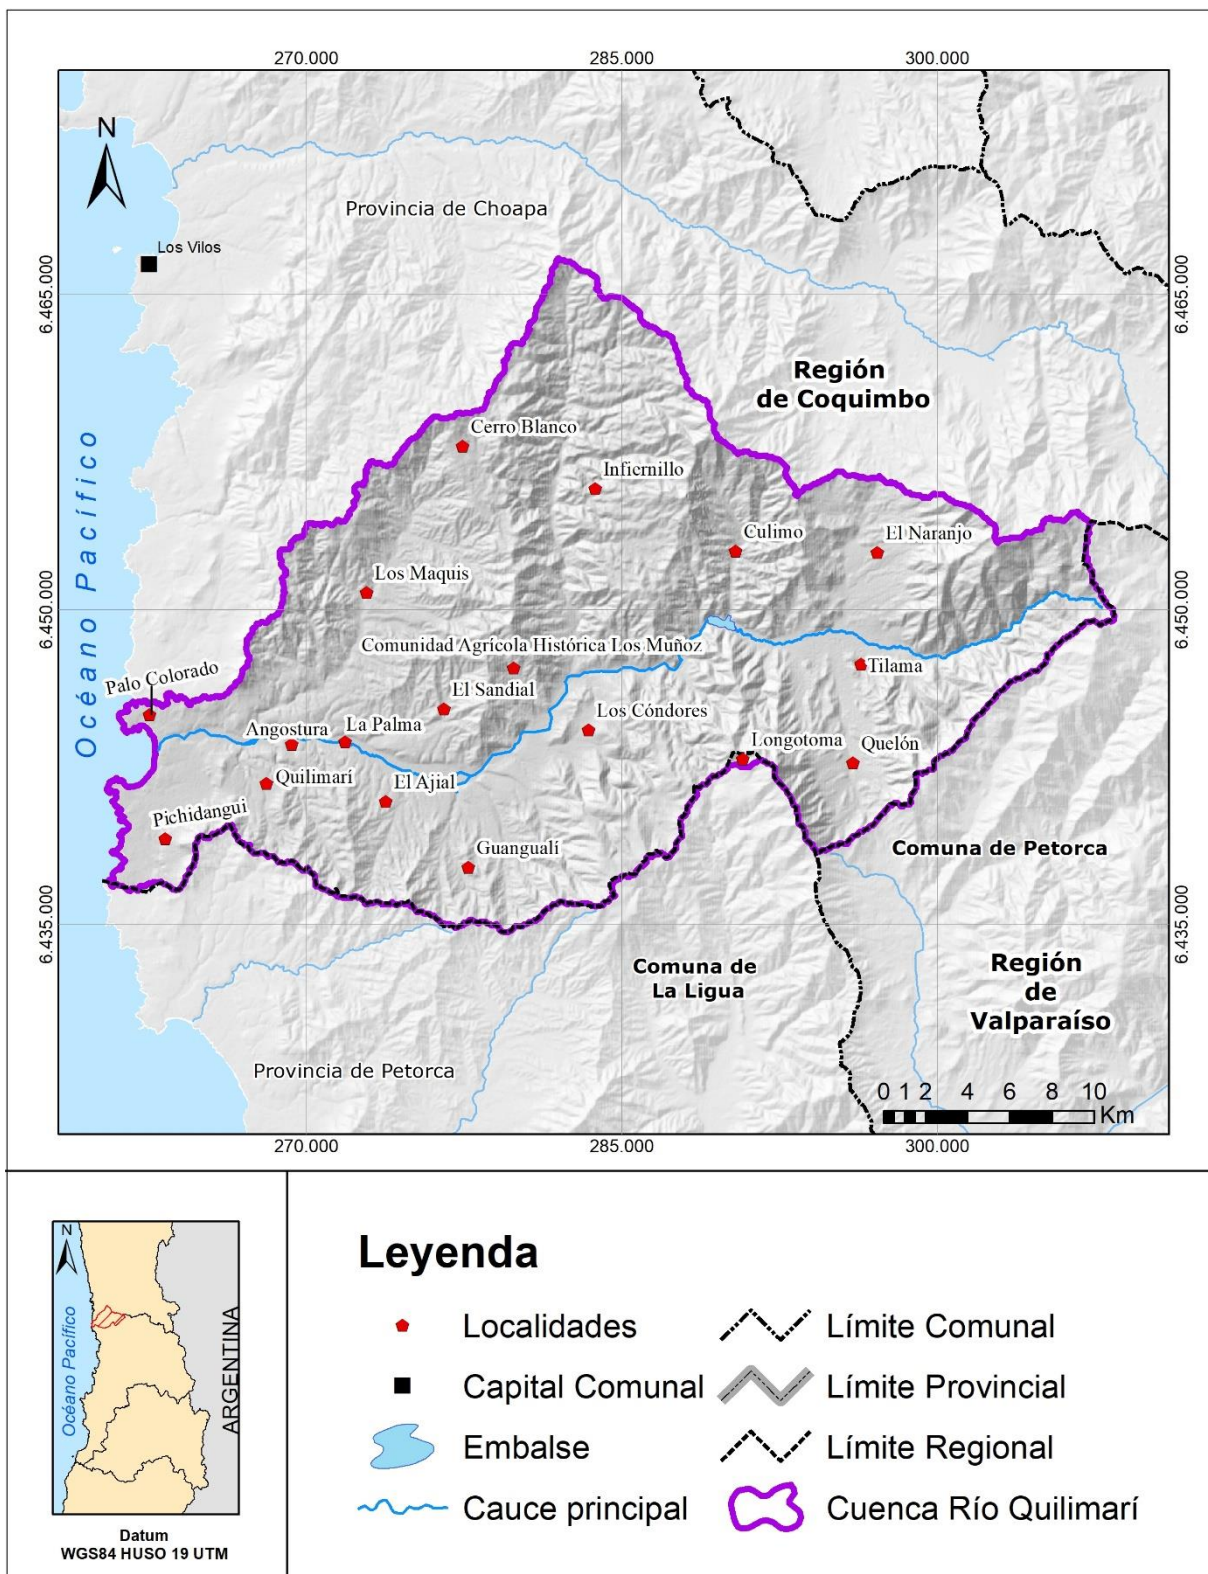 270.000
285.000
300.000
N
Provincia de Choapa
Los Vilos
6.465.000
6.465.000
Región
de Coquimbo
Cerro Blanco
Infiernillo
Culimo
El Naranjo
Los Maquis
Océano Pacífico
6.450.000
6.450.000
Comunidad Agrícola Histórica Los Muñoz
Tilama
Palo Colorado
El Sandial
Angostura
La Palma
Los Cóndores
Longotoma
Quelón
Quilimarí
El Ajial
Pichidangui
Guangualí
Comuna de Petorca
6.435.000
6.435.000
Comuna de
La Ligua
Región
de
Valparaíso
Provincia de Petorca
0 1 2 4 6 8 10
Km
270.000
285.000
300.000
N
Océano Pacífico
ARGENTINA
Datum
WGS84 HUSO 19 UTM
Leyenda
Localidades
Límite Comunal
Capital Comunal
Límite Provincial
Embalse
Límite Regional
Cauce principal
Cuenca Río Quilimarí